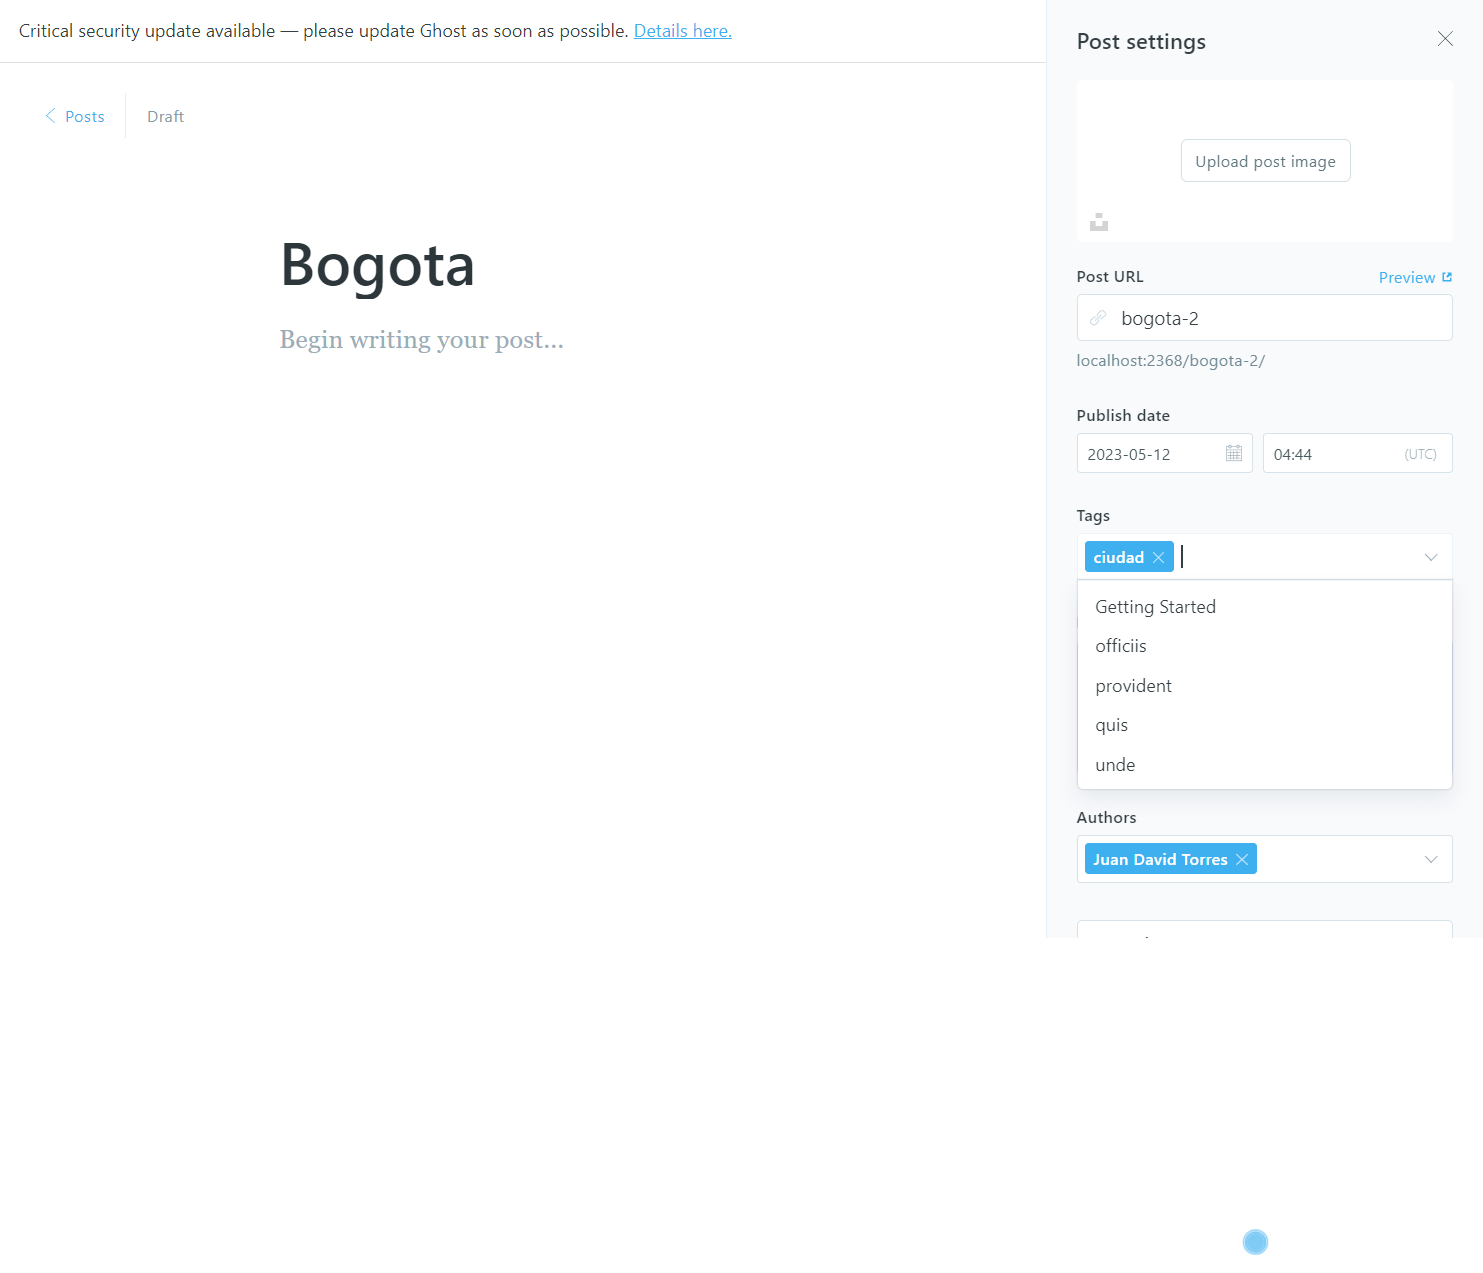 Critical security update available — please update Ghost as soon as possible. Details here.
Posts
Draft
Bogota
Begin writing your post...
Post settings
Upload post image
Post URL
Preview
bogota-2
localhost:2368/bogota-2/
Publish date
2023-05-12
04:44
(UTC)
Tags
ciudad
Getting Started
officiis
provident
quis
unde
Authors
Juan David Torres